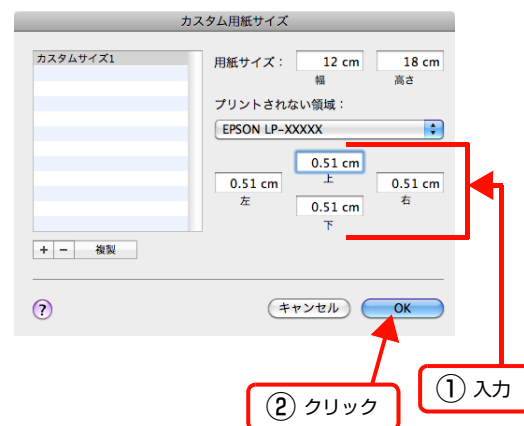 カスタム用紙サイズ
カスタムサイズ1
用紙サイズ： 12 cm 18 cm
幅 高さ
プリントされない領域：
EPSON LP-XXXXX
0.51 cm
上
0.51 cm 0.51 cm
左 右
0.51 cm
下
+ − 複製
? キャンセル OK
① 入力
② クリック